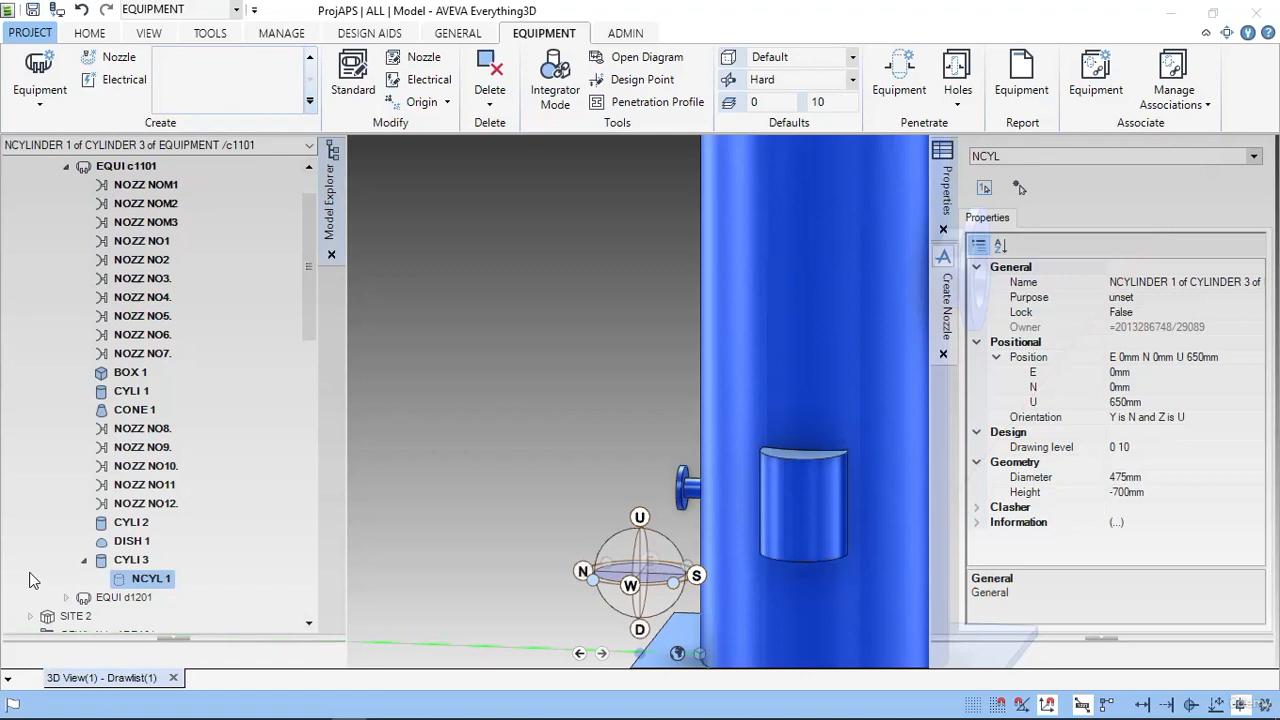 EQUIPMENT
ProjAPS | ALL | Model - AVEVA Everything3D
PROJECT
HOME
VIEW
TOOLS
MANAGE
DESIGN AIDS
GENERAL
EQUIPMENT
ADMIN
Equipment
Nozzle
Electrical
Create
Standard
Nozzle
Electrical
Origin
Modify
Delete
Delete
Integrator Mode
Open Diagram
Design Point
Penetration Profile
Tools
Default
Hard
0 10
Defaults
Equipment
Holes
Penetrate
Equipment
Report
Equipment
Manage Associations
Associate
NCYLINDER 1 of CYLINDER 3 of EQUIPMENT /c1101
EQUI c1101
NOZZ NOM1
NOZZ NOM2
NOZZ NOM3
NOZZ NO1
NOZZ NO2
NOZZ NO3.
NOZZ NO4.
NOZZ NO5.
NOZZ NO6.
NOZZ NO7.
BOX 1
CYLI 1
CONE 1
NOZZ NO8.
NOZZ NO9.
NOZZ NO10.
NOZZ NO11
NOZZ NO12.
CYLI 2
DISH 1
CYLI 3
NCYL 1
EQUI d1201
SITE 2
Model Explorer
U
N
S
W
D
Properties
Create Nozzle
NCYL
Properties
General
Name NCYLINDER 1 of CYLINDER 3 of
Purpose unset
Lock False
Owner =2013286748/29089
Positional
Position E 0mm N 0mm U 650mm
E 0mm
N 0mm
U 650mm
Orientation Y is N and Z is U
Design
Drawing level 0 10
Geometry
Diameter 475mm
Height -700mm
Clasher
Information (...)
General
General
3D View(1) - Drawlist(1)